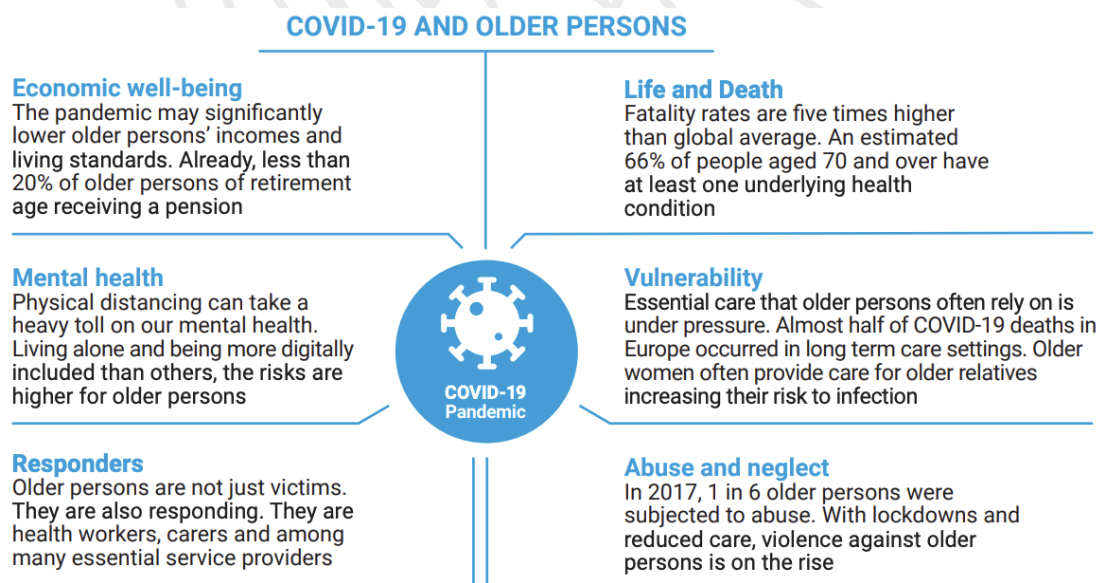 COVID-19 AND OLDER PERSONS
Economic well-being
The pandemic may significantly
lower older persons' incomes and
living standards. Already, less than
20% of older persons of retirement
age receiving a pension
Life and Death
Fatality rates are five times higher
than global average. An estimated
66% of people aged 70 and over have
at least one underlying health
condition
Mental health
Physical distancing can take a
heavy toll on our mental health.
Living alone and being more digitally
included than others, the risks are
higher for older persons
COVID-19
Pandemic
Vulnerability
Essential care that older persons often rely on is
under pressure. Almost half of COVID-19 deaths in
Europe occurred in long term care settings. Older
women often provide care for older relatives
increasing their risk to infection
Responders
Older persons are not just victims.
They are also responding. They are
health workers, carers and among
many essential service providers
Abuse and neglect
In 2017, 1 in 6 older persons were
subjected to abuse. With lockdowns and
reduced care, violence against older
persons is on the rise